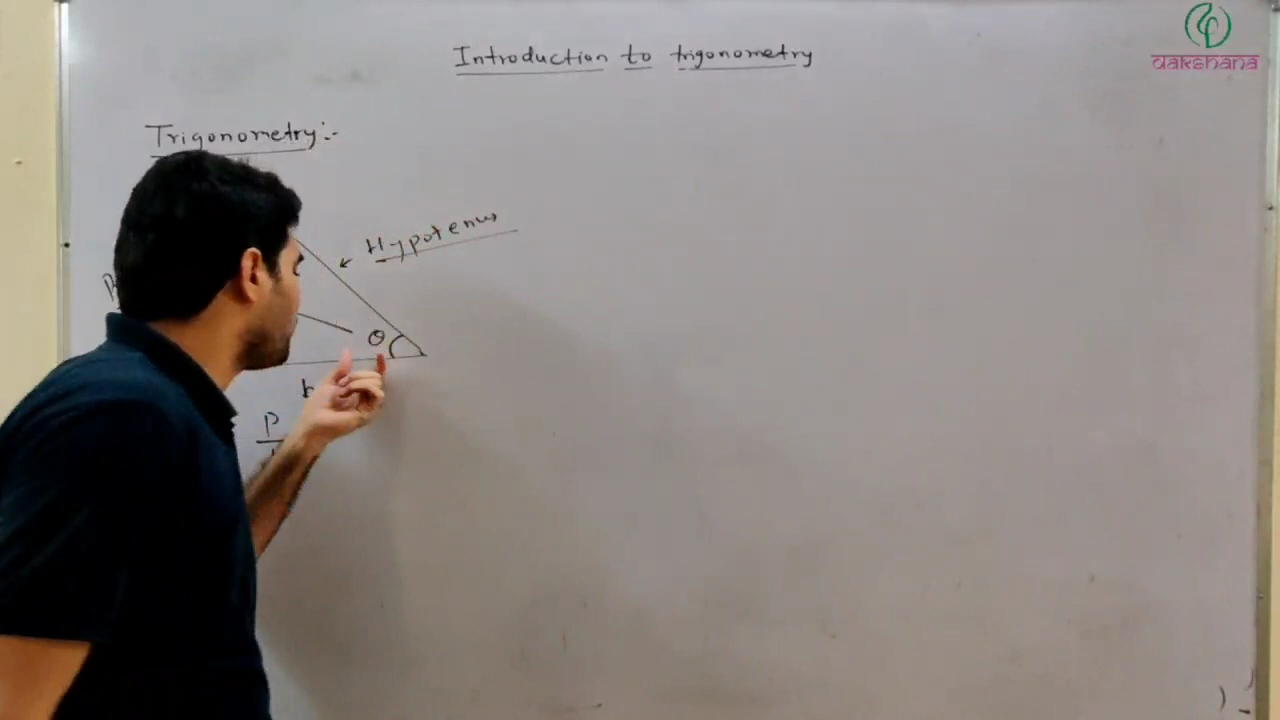 Introduction to trigonometry
dakshana
Trigonometry:-
Hypotenus
θ
b
P